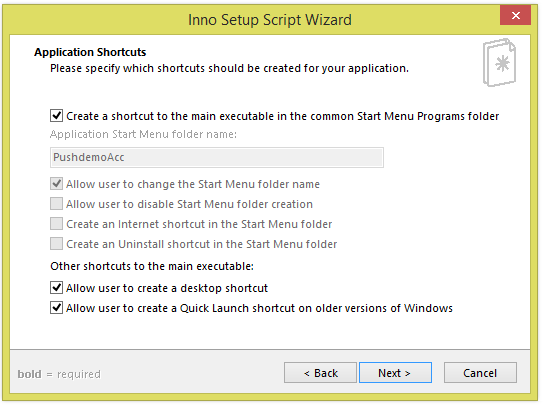 Inno Setup Script Wizard
Application Shortcuts
Please specify which shortcuts should be created for your application.
Create a shortcut to the main executable in the common Start Menu Programs folder
Application Start Menu folder name:
PushdemoAcc
Allow user to change the Start Menu folder name
Allow user to disable Start Menu folder creation
Create an Internet shortcut in the Start Menu folder
Create an Uninstall shortcut in the Start Menu folder
Other shortcuts to the main executable:
Allow user to create a desktop shortcut
Allow user to create a Quick Launch shortcut on older versions of Windows
bold = required
< Back
Next >
Cancel